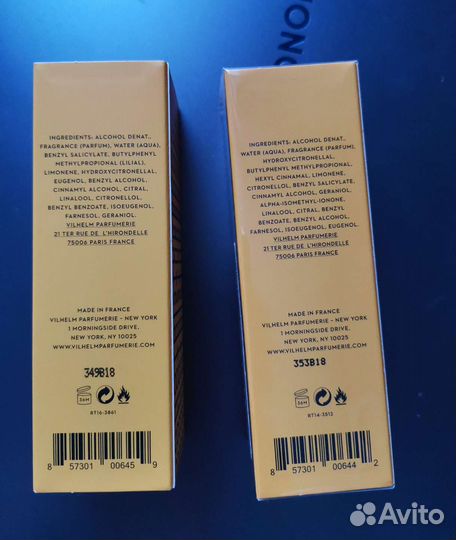 INGREDIENTS: ALCOHOL DENAT.,
FRAGRANCE (PARFUM), WATER (AQUA),
BENZYL SALICYLATE, BUTYLPHENYL
METHYLPROPIONAL (LILIAL),
LIMONENE, HYDROXYCITRONELLAL,
EUGENOL, BENZYL ALCOHOL,
CINNAMYL ALCOHOL, CITRAL,
LINALOOL, CITRONELLOL,
BENZYL BENZOATE, ISOEUGENOL,
FARNESOL, GERANIOL.
VILHELM PARFUMERIE
21 TER RUE DE L'HIRONDELLE
75006 PARIS FRANCE
MADE IN FRANCE
VILHELM PARFUMERIE - NEW YORK
1 MORNINGSIDE DRIVE,
NEW YORK, NY 10025
WWW.VILHELMPARFUMERIE.COM
349B18
36M
RT16-3861
8 57301 00645 9
INGREDIENTS: ALCOHOL DENAT.,
WATER (AQUA), FRAGRANCE (PARFUM),
HYDROXYCITRONELLAL,
BUTYLPHENYL METHYLPROPIONAL,
HEXYL CINNAMAL, LIMONENE,
CITRONELLOL, BENZYL SALICYLATE,
CINNAMYL ALCOHOL, GERANIOL,
ALPHA-ISOMETHYL-IONONE,
LINALOOL, CITRAL, BENZYL
BENZOATE, BENZYL ALCOHOL,
FARNESOL, ISOEUGENOL, EUGENOL.
VILHELM PARFUMERIE
21 TER RUE DE L'HIRONDELLE
75006 PARIS FRANCE
MADE IN FRANCE
VILHELM PARFUMERIE - NEW YORK
1 MORNINGSIDE DRIVE,
NEW YORK, NY 10025
WWW.VILHELMPARFUMERIE.COM
353B18
36M
RT14-3512
8 57301 00644 2
Avito